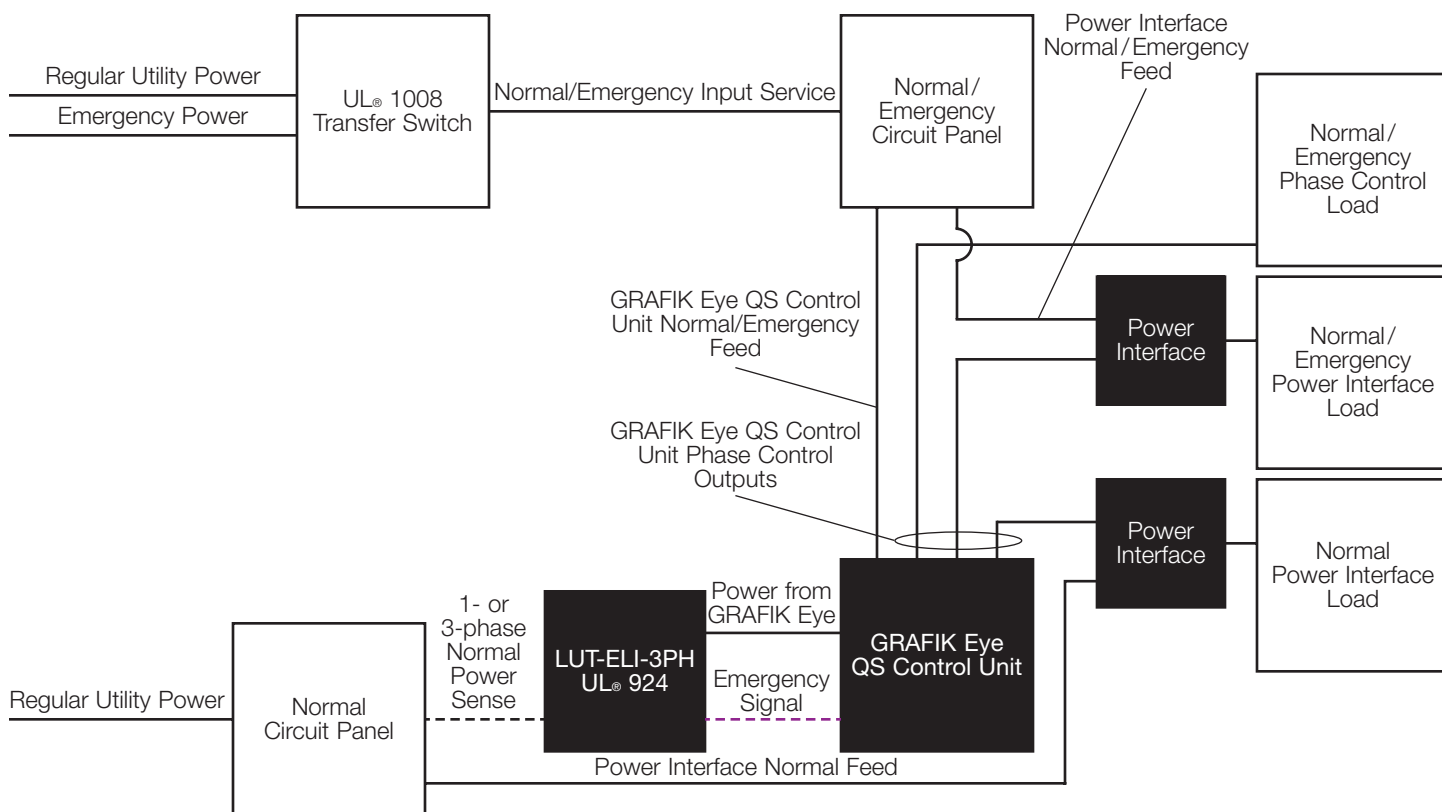 Regular Utility Power
Emergency Power
UL® 1008
Transfer Switch
Normal/Emergency Input Service
Normal/
Emergency
Circuit Panel
Power Interface
Normal/Emergency
Feed
Normal/
Emergency
Phase Control
Load
GRAFIK Eye QS Control
Unit Normal/Emergency
Feed
Power
Interface
Normal/
Emergency
Power Interface
Load
GRAFIK Eye QS Control
Unit Phase Control
Outputs
Power
Interface
Normal
Power Interface
Load
Regular Utility Power
Normal
Circuit Panel
1- or
3-phase
Normal
Power
Sense
LUT-ELI-3PH
UL® 924
Power from
GRAFIK Eye
Emergency
Signal
GRAFIK Eye
QS Control Unit
Power Interface Normal Feed